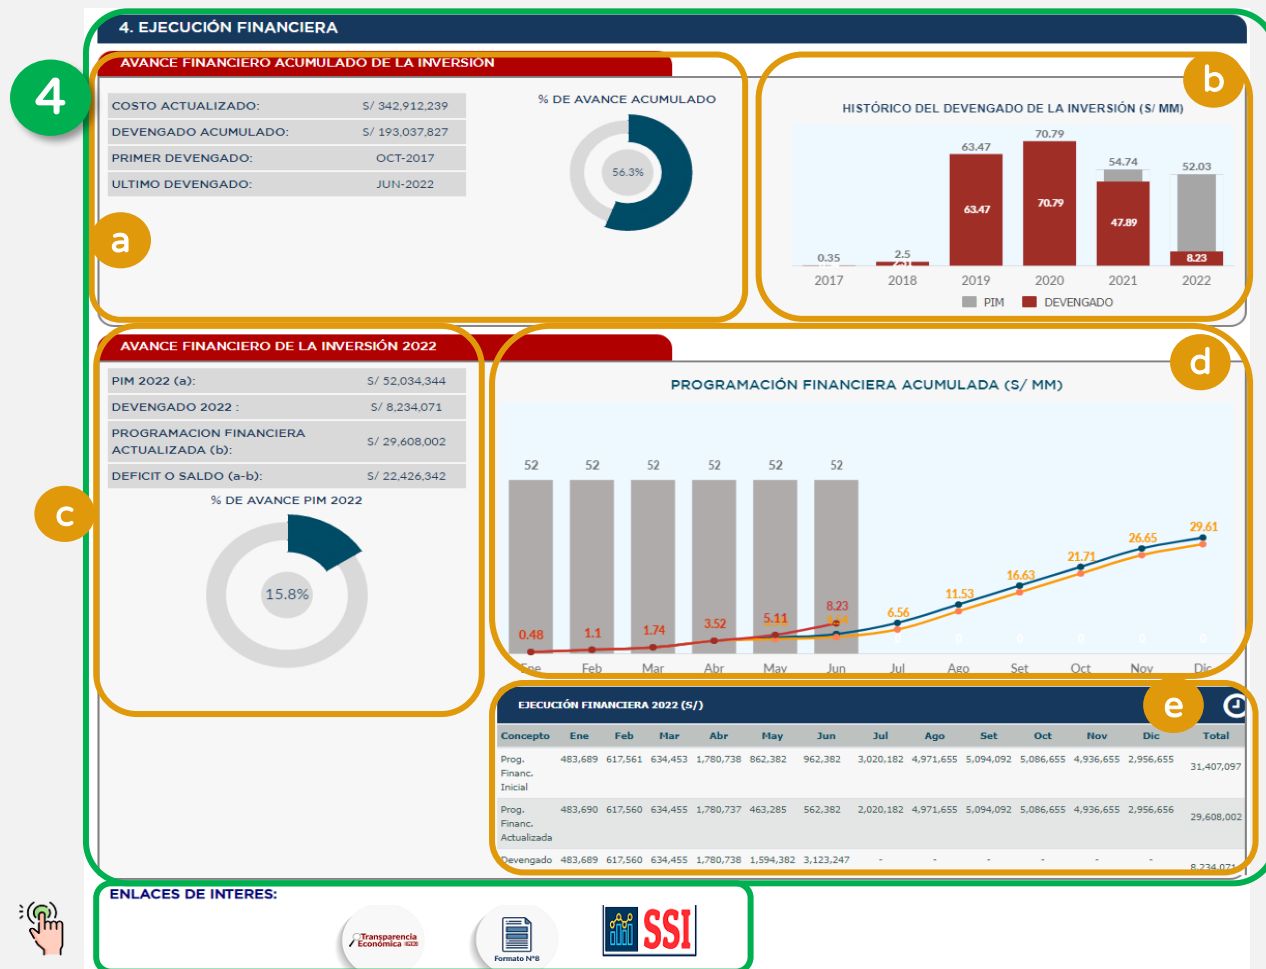 4. EJECUCIÓN FINANCIERA
4
AVANCE FINANCIERO ACUMULADO DE LA INVERSIÓN
COSTO ACTUALIZADO: S/ 342,912,239
DEVENGADO ACUMULADO: S/ 193,037,827
PRIMER DEVENGADO: OCT-2017
ULTIMO DEVENGADO: JUN-2022
a
% DE AVANCE ACUMULADO
56.3%
b
HISTÓRICO DEL DEVENGADO DE LA INVERSIÓN (S/ MM)
0.35 2.5 63.47 70.79 54.74 52.03
63.47 70.79 47.89 8.23
2017 2018 2019 2020 2021 2022
PIM DEVENGADO
AVANCE FINANCIERO DE LA INVERSIÓN 2022
PIM 2022 (a): S/ 52,034,344
DEVENGADO 2022 : S/ 8,234,071
PROGRAMACION FINANCIERA
ACTUALIZADA (b): S/ 29,608,002
DEFICIT O SALDO (a-b): S/ 22,426,342
c
% DE AVANCE PIM 2022
15.8%
d
PROGRAMACIÓN FINANCIERA ACUMULADA (S/ MM)
52 52 52 52 52 52
0.48 1.1 1.74 3.52 5.11 8.23 6.56 11.53 16.63 21.71 26.65 29.61
0 0 0 0 0 0
Ene Feb Mar Abr May Jun Jul Ago Set Oct Nov Dic
EJECUCIÓN FINANCIERA 2022 (S/)
e
Concepto Ene Feb Mar Abr May Jun Jul Ago Set Oct Nov Dic Total
Prog. Financ. Inicial 483,689 617,561 634,453 1,780,738 862,382 962,382 3,020,182 4,971,655 5,094,092 5,086,655 4,936,655 2,956,655 31,407,097
Prog. Financ. Actualizada 483,690 617,560 634,455 1,780,737 463,285 562,382 2,020,182 4,971,655 5,094,092 5,086,655 4,936,655 2,956,656 29,608,002
Devengado 483,689 617,560 634,455 1,780,738 1,594,382 3,123,247 - - - - - - 8,234,071
ENLACES DE INTERES:
Transparencia
Económica
Formato N°8
SSI